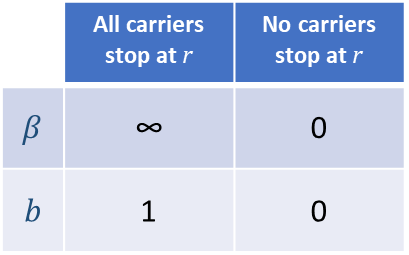 All carriers
stop at r
No carriers
stop at r
β ∞ 0
b 1 0